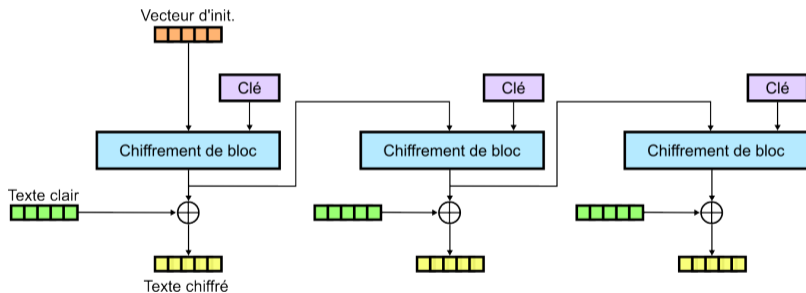 Vecteur d'init.
Clé
Clé
Clé
Chiffrement de bloc
Chiffrement de bloc
Chiffrement de bloc
Texte clair
Texte chiffré